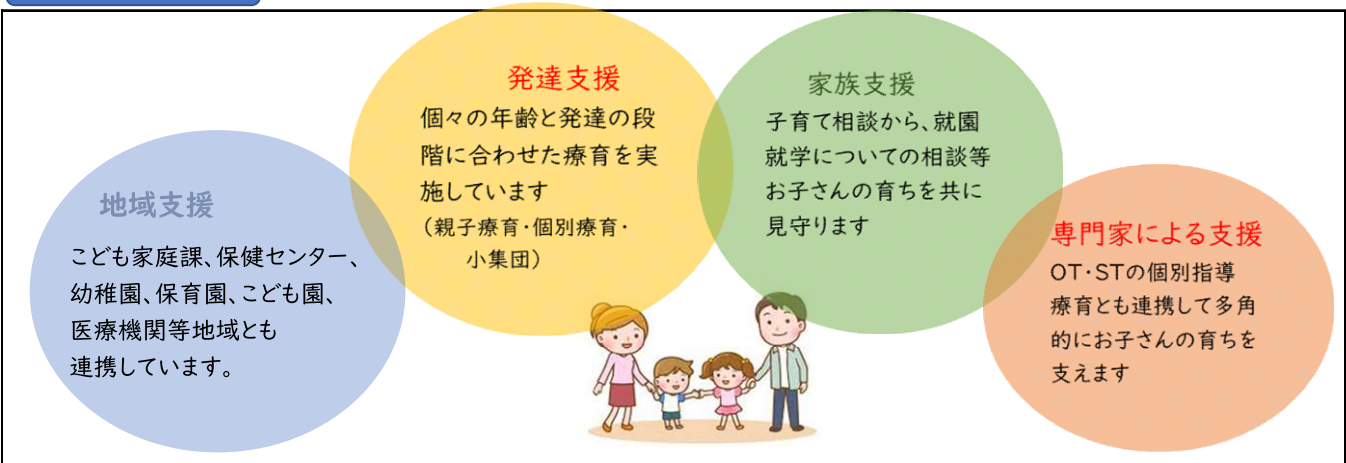 地域支援
こども家庭課、保健センター、
幼稚園、保育園、こども園、
医療機関等地域とも
連携しています。
発達支援
個々の年齢と発達の段
階に合わせた療育を実
施しています
（親子療育・個別療育・
小集団）
家族支援
子育て相談から、就園
就学についての相談等
お子さんの育ちを共に
見守ります
専門家による支援
OT・STの個別指導
療育とも連携して多角
的にお子さんの育ちを
支えます